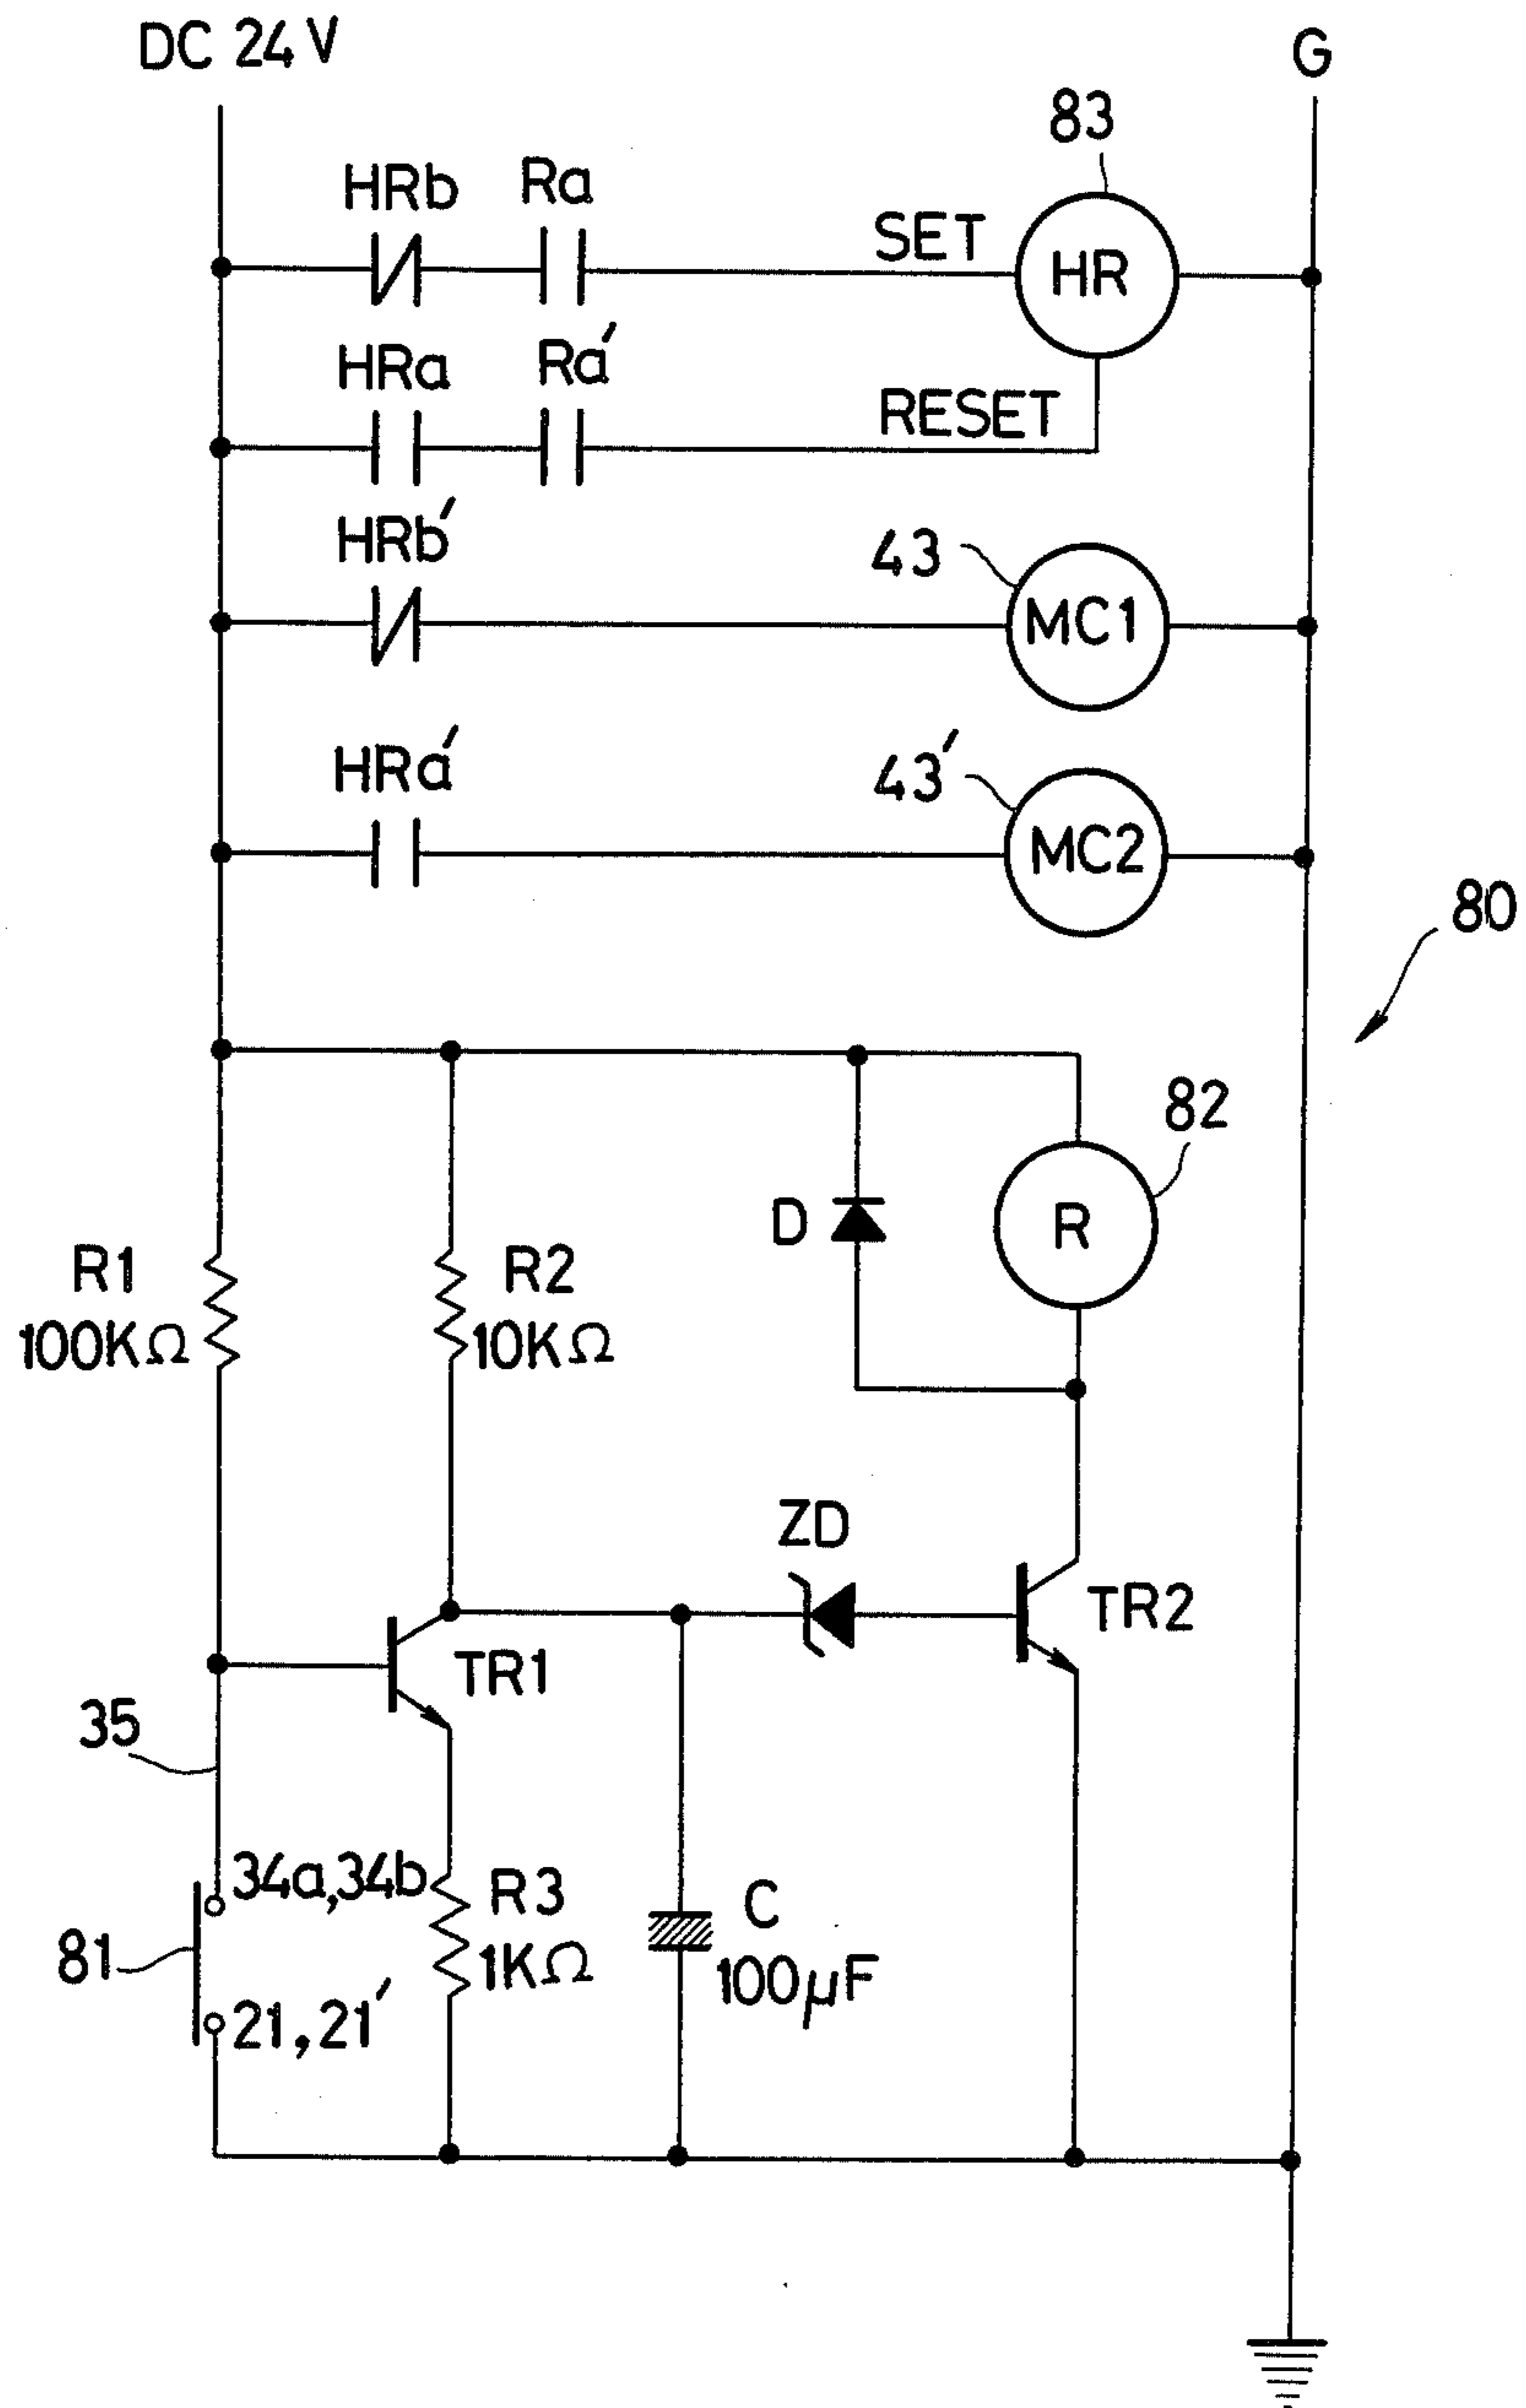 DC 24V
G
83
HRb
Ra
SET
HR
HRa
Ra′
RESET
HRb′
43
MC1
HRa′
43′
MC2
80
82
D
R
R1
100KΩ
R2
10KΩ
ZD
TR2
TR1
35
34a,34b
81
R3
1KΩ
C
100μF
21,21′